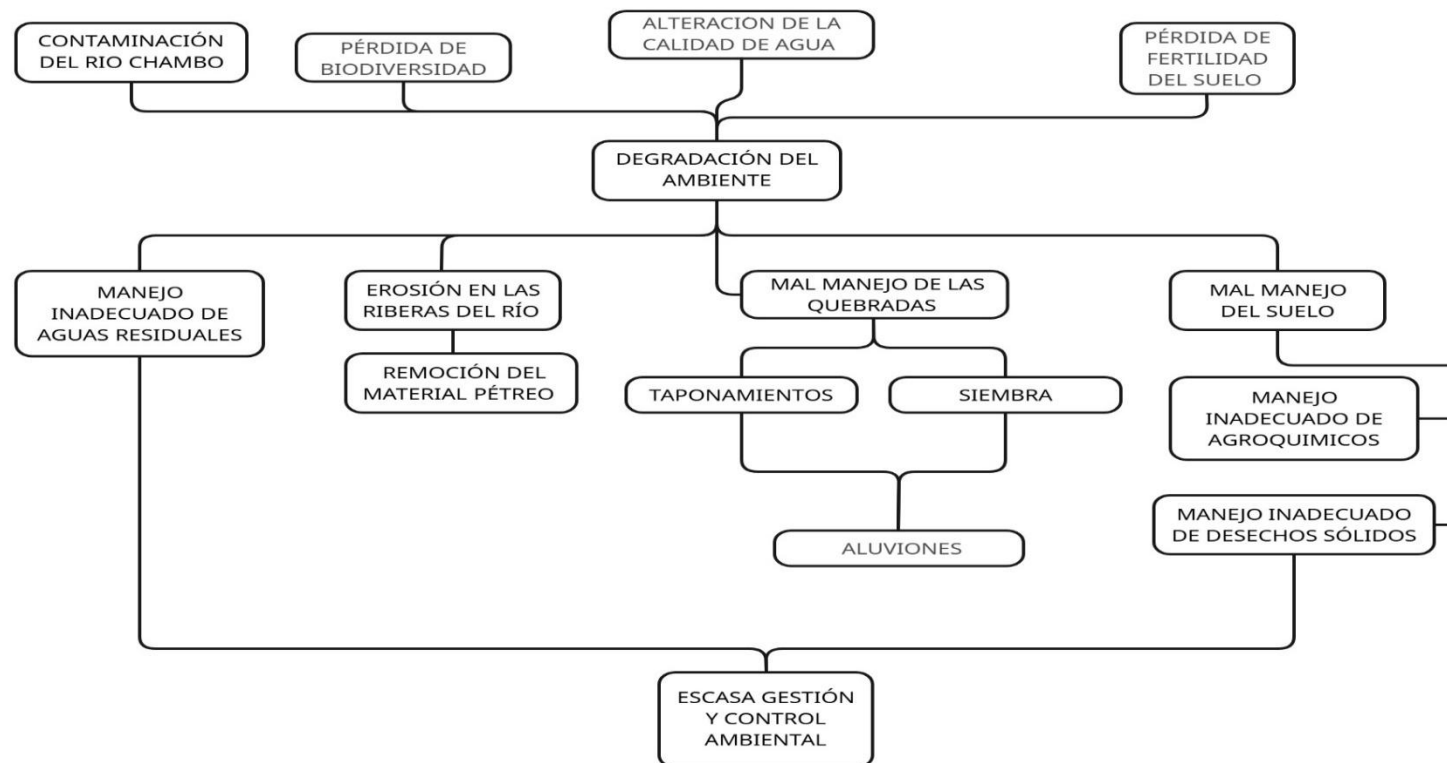 CONTAMINACIÓN
DEL RIO CHAMBO
PÉRDIDA DE
BIODIVERSIDAD
ALTERACION DE LA
CALIDAD DE AGUA
PÉRDIDA DE
FERTILIDAD
DEL SUELO
DEGRADACIÓN DEL
AMBIENTE
MANEJO
INADECUADO DE
AGUAS RESIDUALES
EROSIÓN EN LAS
RIBERAS DEL RÍO
MAL MANEJO DE LAS
QUEBRADAS
MAL MANEJO
DEL SUELO
REMOCIÓN DEL
MATERIAL PÉTREO
TAPONAMIENTOS
SIEMBRA
MANEJO
INADECUADO DE
AGROQUIMICOS
MANEJO INADECUADO
DE DESECHOS SÓLIDOS
ALUVIONES
ESCASA GESTIÓN
Y CONTROL
AMBIENTAL